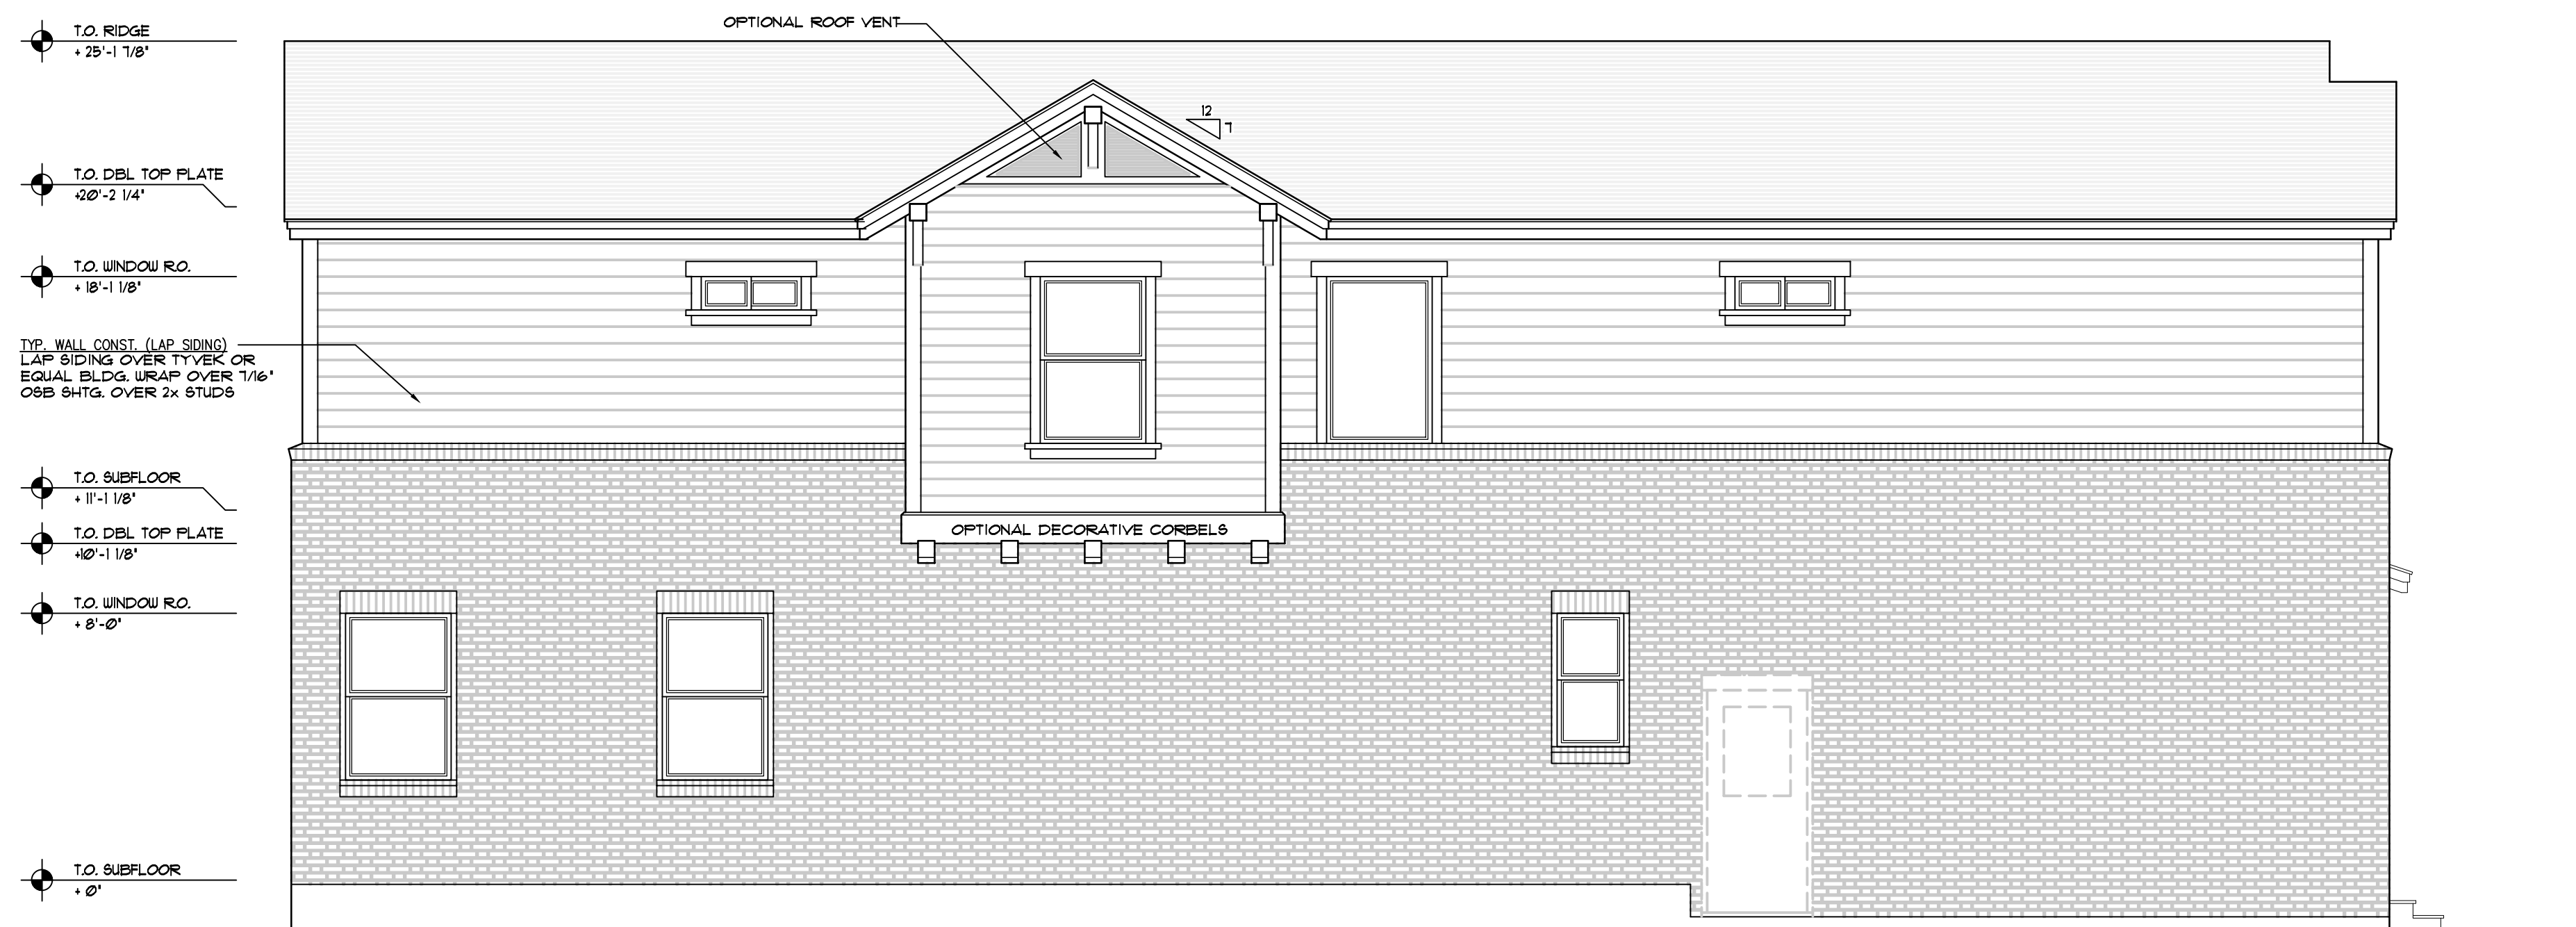 OPTIONAL ROOF VENT
T.O. RIDGE
+ 25'-1 7/8"
12
7
T.O. DBL TOP PLATE
+20'-2 1/4"
T.O. WINDOW R.O.
+ 18'-1 1/8"
TYP. WALL CONST. (LAP SIDING)
LAP SIDING OVER TYVEK OR
EQUAL BLDG. WRAP OVER 7/16"
OSB SHTG. OVER 2x STUDS
T.O. SUBFLOOR
+ 11'-1 1/8"
OPTIONAL DECORATIVE CORBELS
T.O. DBL TOP PLATE
+10'-1 1/8"
T.O. WINDOW R.O.
+ 8'-0"
T.O. SUBFLOOR
+ 0"